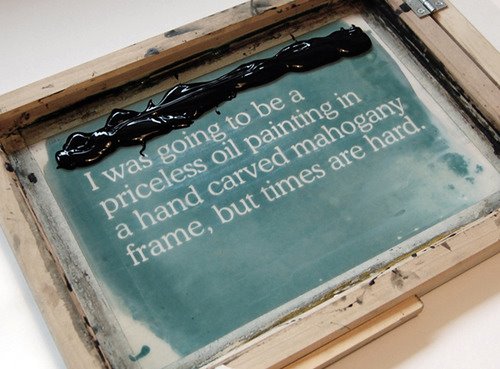 I was going to be a
priceless oil painting in
a hand carved mahogany
frame, but times are hard.